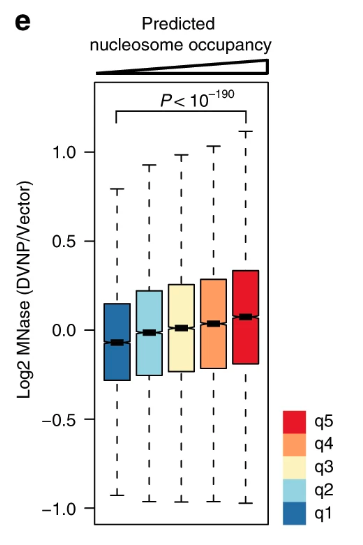 e
Predicted
nucleosome occupancy
P < 10⁻¹⁹⁰
Log2 MNase (DVNP/Vector)
1.0
0.5
0.0
−0.5
−1.0
q5
q4
q3
q2
q1